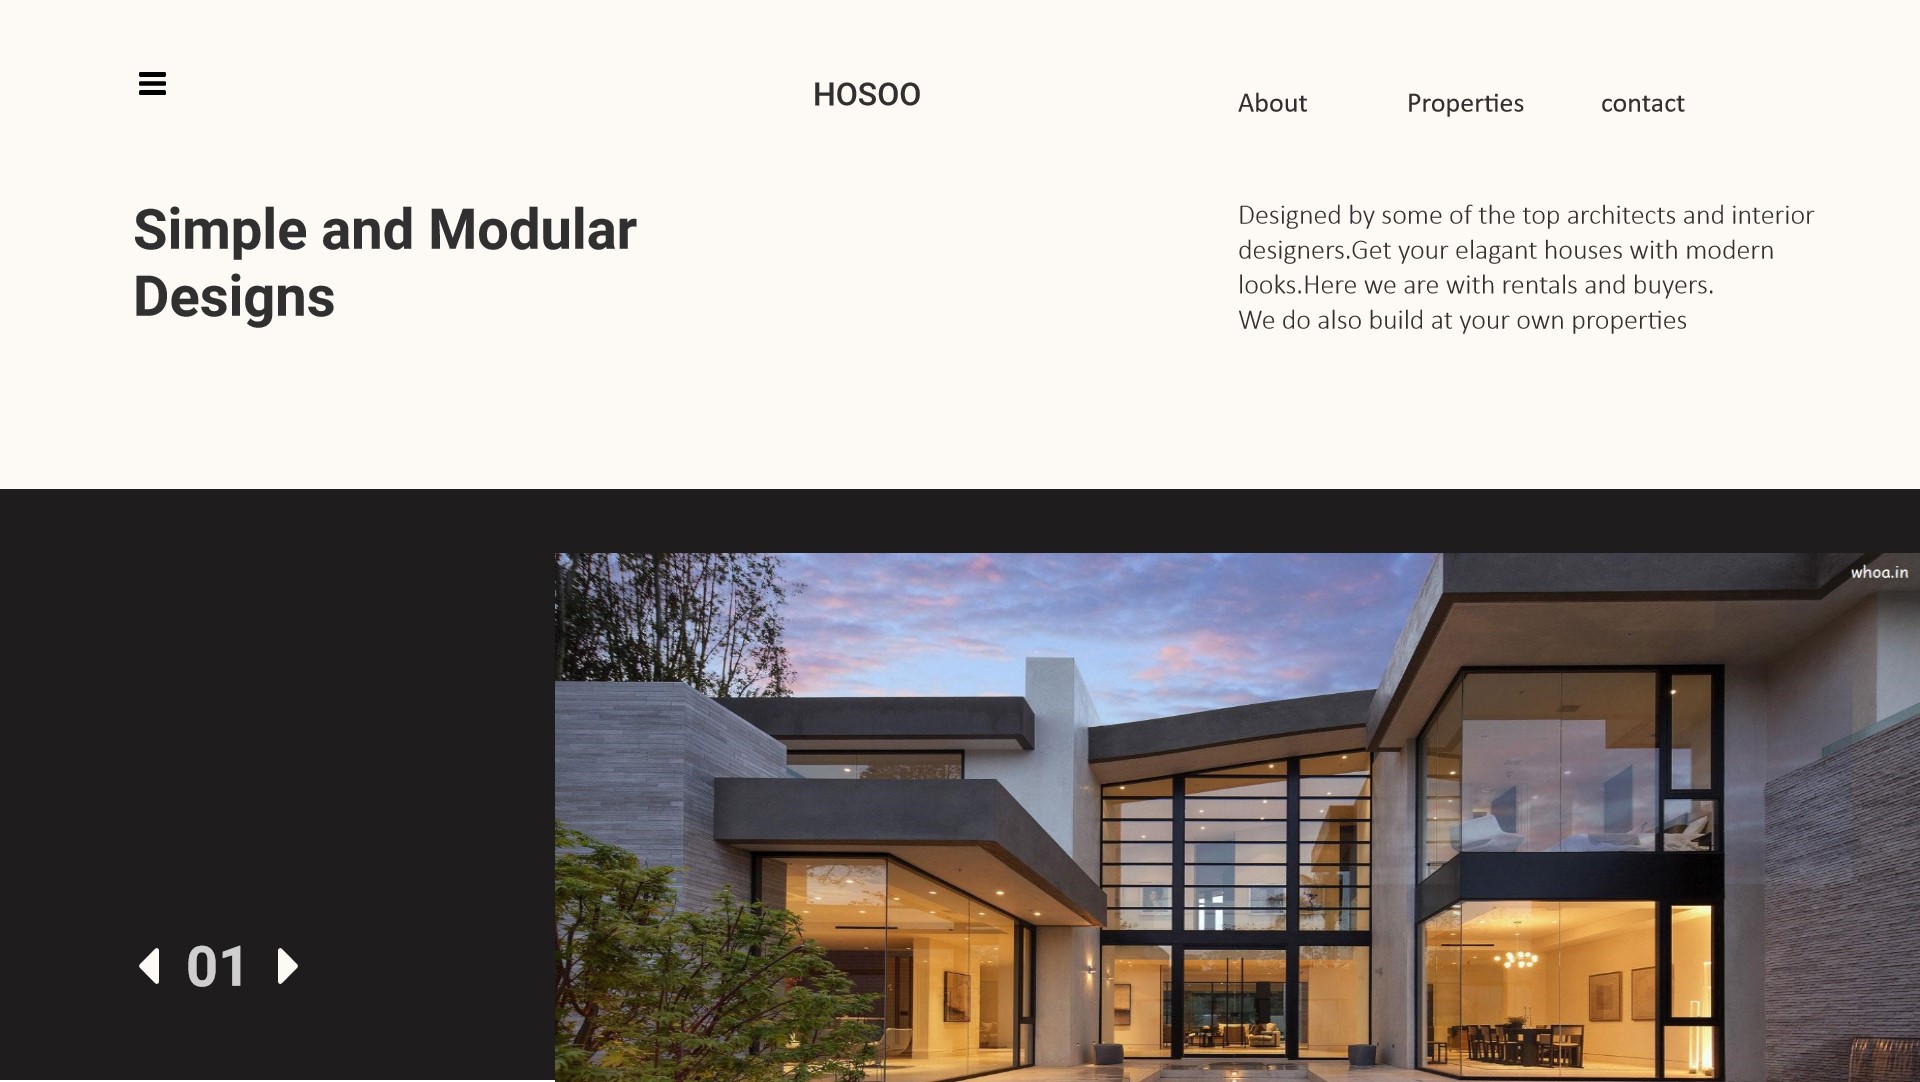 HOSOO
About Properties contact
Simple and Modular
Designs
Designed by some of the top architects and interior
designers.Get your elagant houses with modern
looks.Here we are with rentals and buyers.
We do also build at your own properties
whoa.in
01